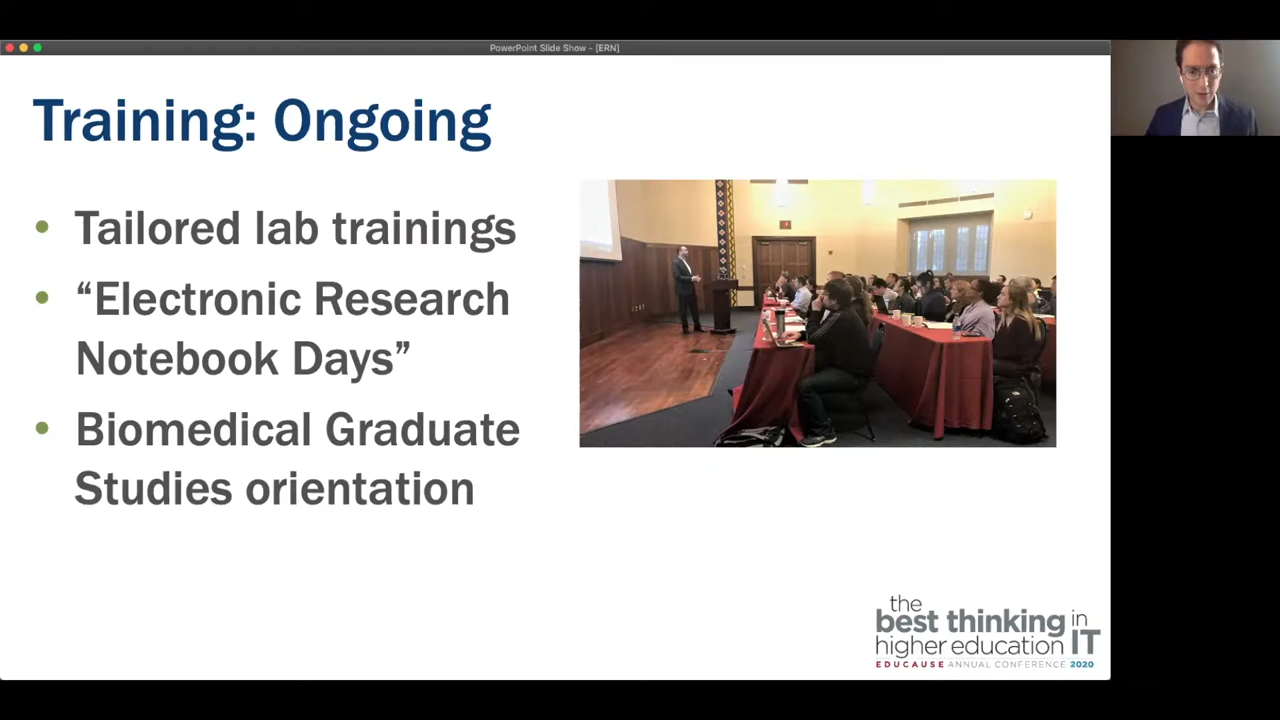 PowerPoint Slide Show - [ERN]
Training: Ongoing
• Tailored lab trainings
• “Electronic Research
Notebook Days”
• Biomedical Graduate
Studies orientation
the
best thinking in
higher education IT
EDUCAUSE ANNUAL CONFERENCE 2020